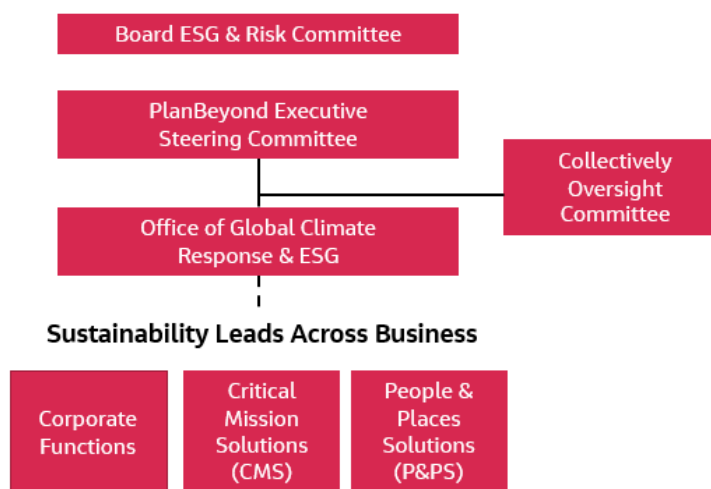 Board ESG & Risk Committee
PlanBeyond Executive
Steering Committee
Collectively
Oversight
Committee
Office of Global Climate
Response & ESG
Sustainability Leads Across Business
Corporate
Functions
Critical
Mission
Solutions
(CMS)
People &
Places
Solutions
(P&PS)